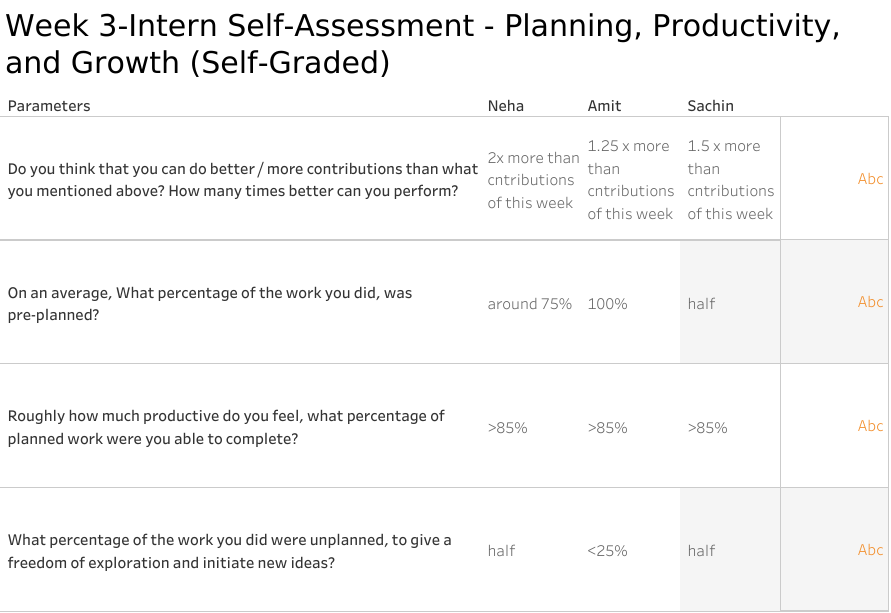 Week 3-Intern Self-Assessment - Planning, Productivity,
and Growth (Self-Graded)
Parameters Neha Amit Sachin
Do you think that you can do better / more contributions than what
you mentioned above? How many times better can you perform?
2x more than
cntributions
of this week
1.25 x more
than
cntributions
of this week
1.5 x more
than
cntributions
of this week
Abc
On an average, What percentage of the work you did, was
pre-planned?
around 75% 100% half Abc
Roughly how much productive do you feel, what percentage of
planned work were you able to complete?
>85% >85% >85% Abc
What percentage of the work you did were unplanned, to give a
freedom of exploration and initiate new ideas?
half <25% half Abc